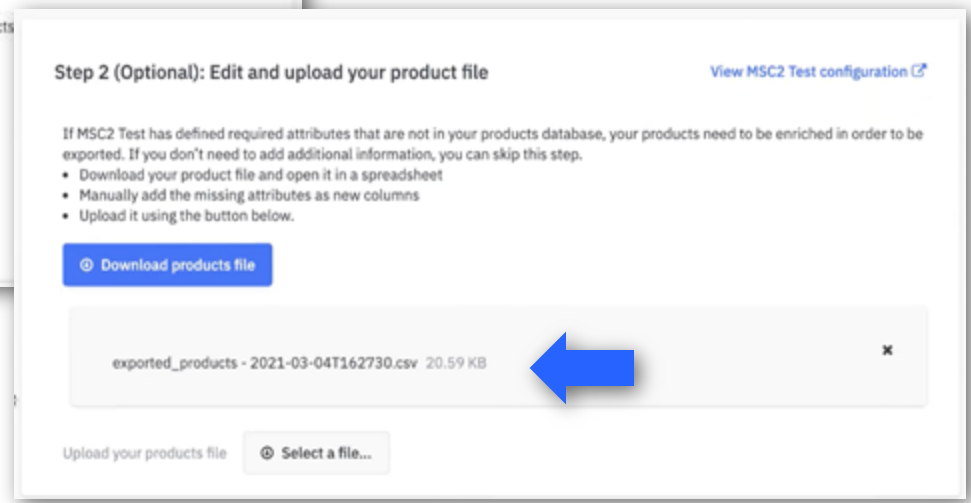 cts
Step 2 (Optional): Edit and upload your product file
View MSC2 Test configuration
If MSC2 Test has defined required attributes that are not in your products database, your products need to be enriched in order to be
exported. If you don't need to add additional information, you can skip this step.
• Download your product file and open it in a spreadsheet
• Manually add the missing attributes as new columns
• Upload it using the button below.
Download products file
exported_products - 2021-03-04T162730.csv 20.59 KB
Upload your products file
Select a file...